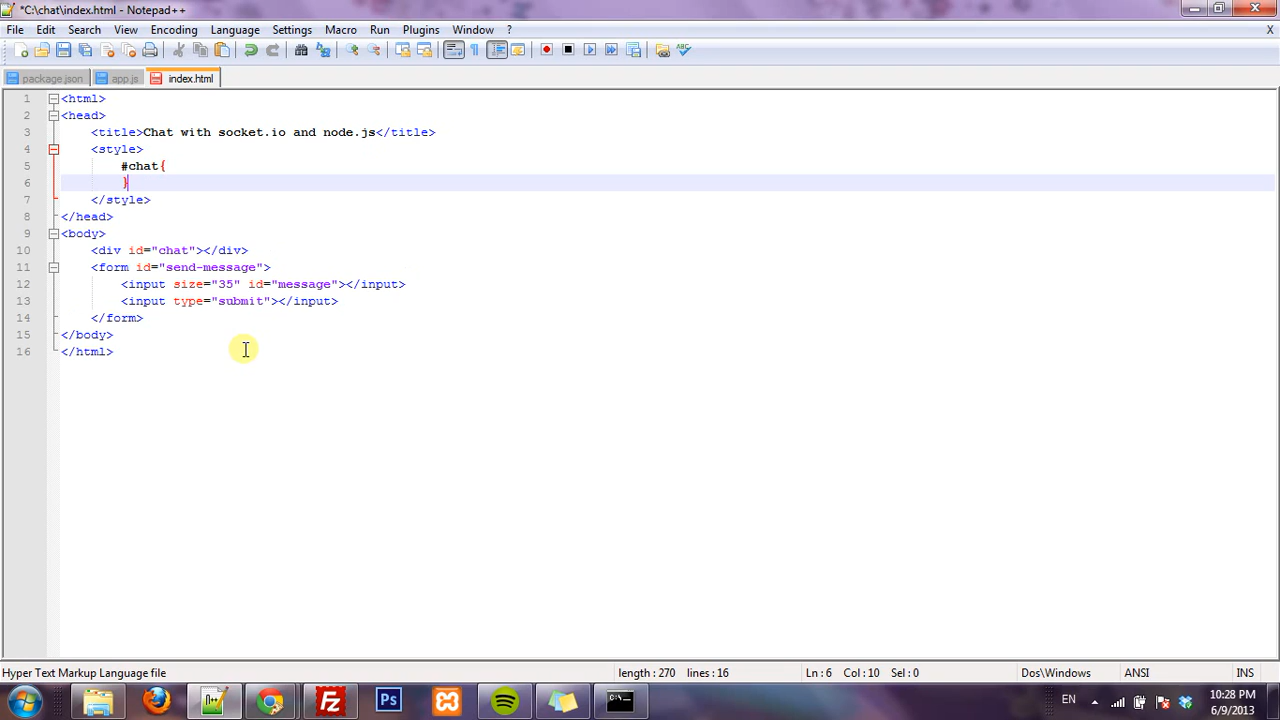 *C:\chat\index.html - Notepad++
File Edit Search View Encoding Language Settings Macro Run Plugins Window ? X
package.json app.js index.html
1 <html>
2 <head>
3 <title>Chat with socket.io and node.js</title>
4 <style>
5 #chat{
6 }
7 </style>
8 </head>
9 <body>
10 <div id="chat"></div>
11 <form id="send-message">
12 <input size="35" id="message"></input>
13 <input type="submit"></input>
14 </form>
15 </body>
16 </html>
Hyper Text Markup Language file length : 270 lines : 16 Ln : 6 Col : 10 Sel : 0 Dos\Windows ANSI INS
Fz Ps EN 10:28 PM
6/9/2013